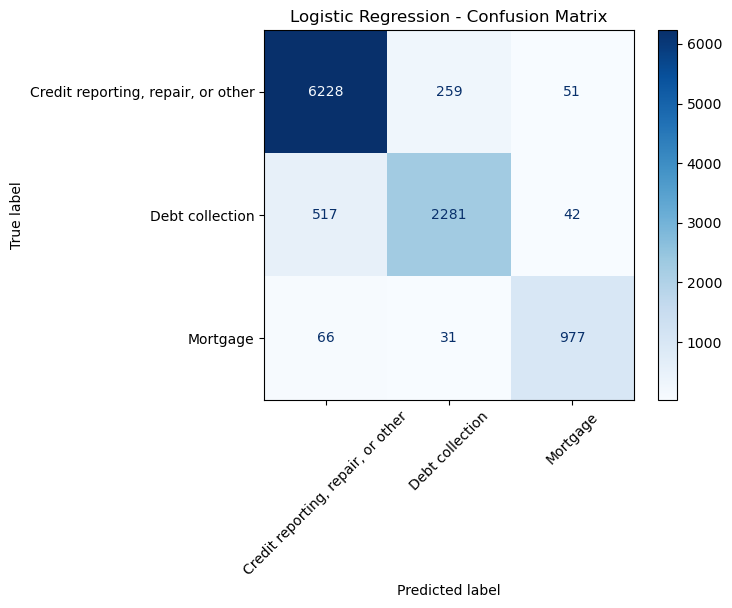 Logistic Regression - Confusion Matrix
True label
Credit reporting, repair, or other
6228 259 51
Debt collection
517 2281 42
Mortgage
66 31 977
Credit reporting, repair, or other
Debt collection
Mortgage
Predicted label
6000
5000
4000
3000
2000
1000